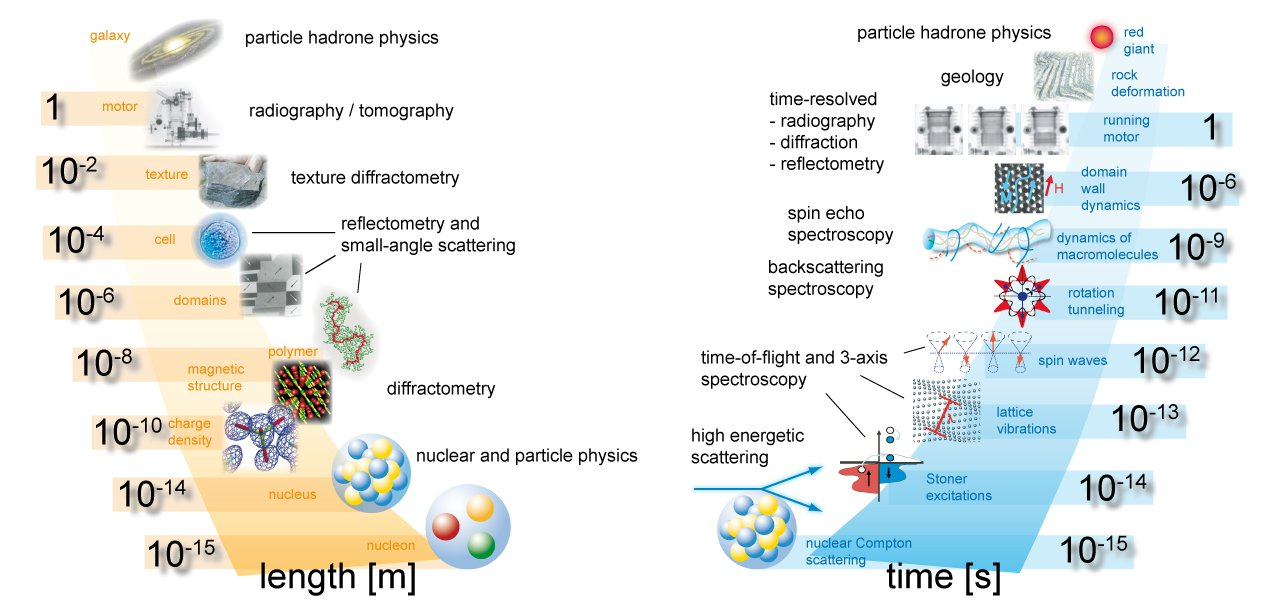 galaxy
particle hadrone physics
1
motor
radiography / tomography
10-2
texture
texture diffractometry
10-4
cell
reflectometry and
small-angle scattering
10-6
domains
polymer
10-8
magnetic
structure
diffractometry
10-10
charge
density
nuclear and particle physics
10-14
nucleus
10-15
nucleon
length [m]
particle hadrone physics
red
giant
geology
rock
deformation
time-resolved
- radiography
- diffraction
- reflectometry
running
motor
1
H
domain
wall
dynamics
10-6
spin echo
spectroscopy
dynamics of
macromolecules
10-9
backscattering
spectroscopy
rotation
tunneling
10-11
time-of-flight and 3-axis
spectroscopy
spin waves
10-12
λ
lattice
vibrations
10-13
high energetic
scattering
Stoner
excitations
10-14
nuclear Compton
scattering
10-15
time [s]